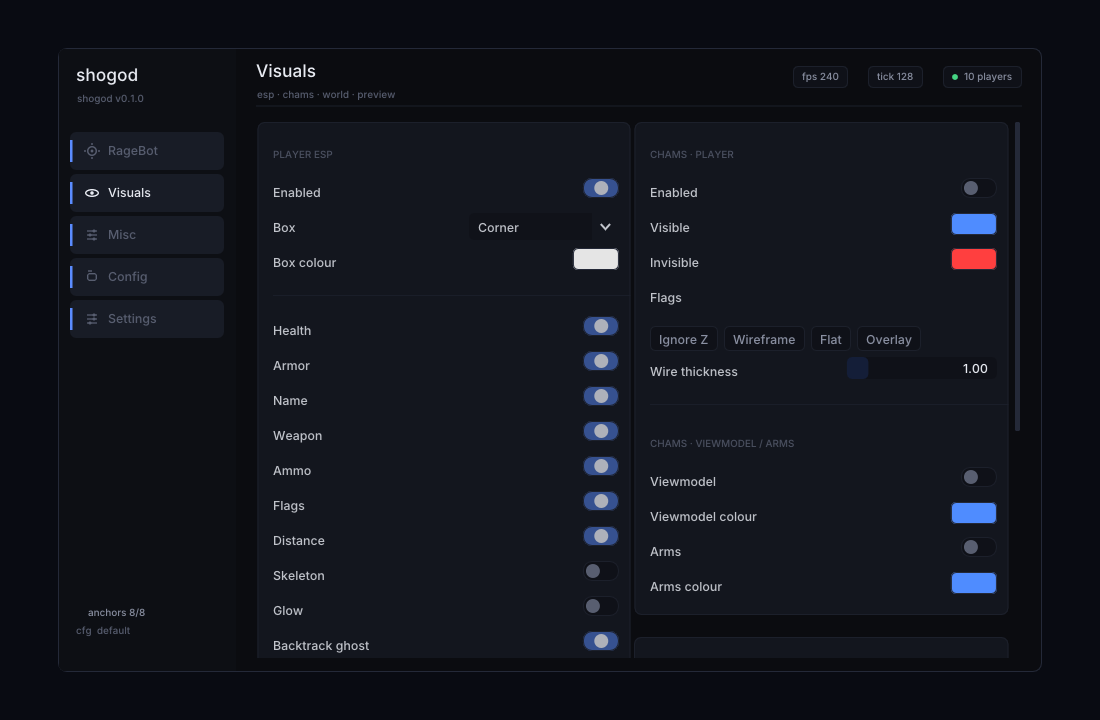 shogod
shogod v0.1.0
RageBot
Visuals
Misc
Config
Settings
anchors 8/8
cfg default
Visuals
esp · chams · world · preview
fps 240
tick 128
10 players
PLAYER ESP
Enabled
Box
Corner
Box colour
Health
Armor
Name
Weapon
Ammo
Flags
Distance
Skeleton
Glow
Backtrack ghost
CHAMS · PLAYER
Enabled
Visible
Invisible
Flags
Ignore Z
Wireframe
Flat
Overlay
Wire thickness
1.00
CHAMS · VIEWMODEL / ARMS
Viewmodel
Viewmodel colour
Arms
Arms colour